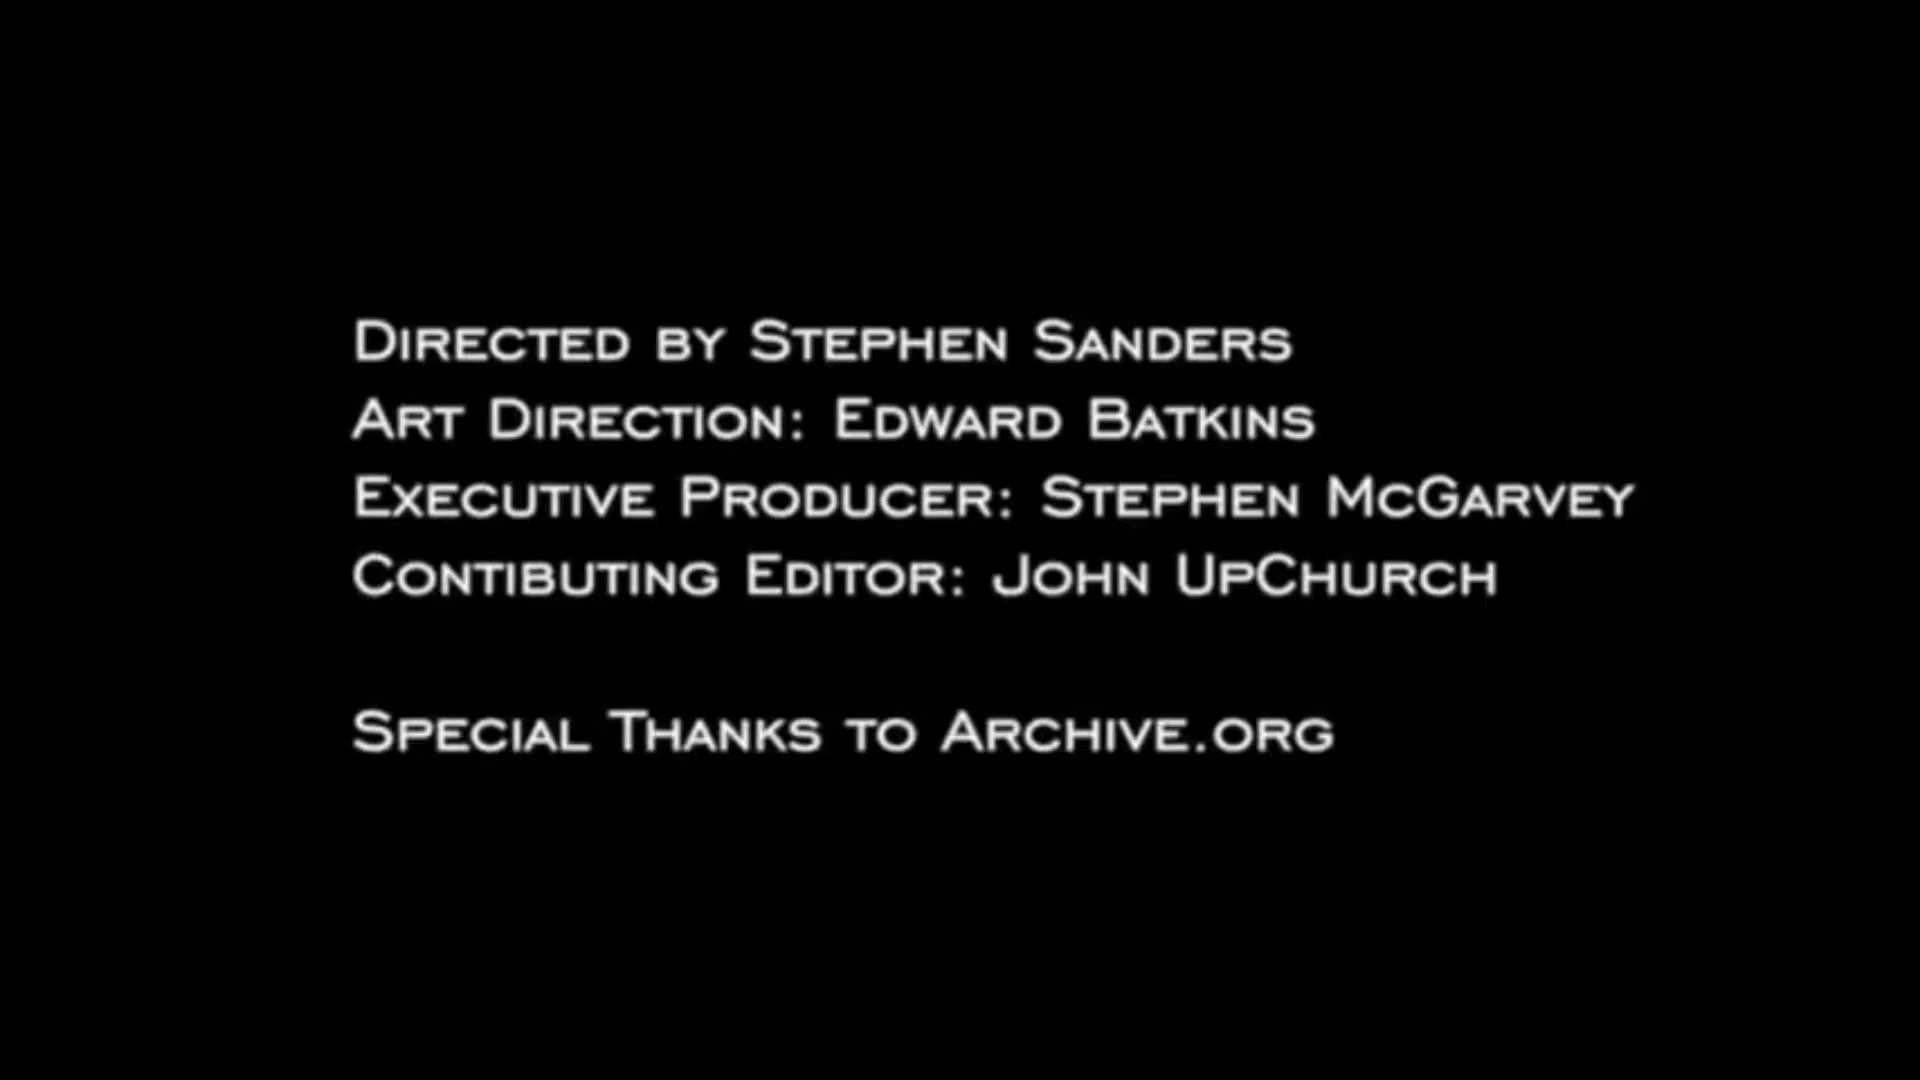 Directed by Stephen Sanders
Art Direction: Edward Batkins
Executive Producer: Stephen McGarvey
Contibuting Editor: John UpChurch
Special Thanks to Archive.org